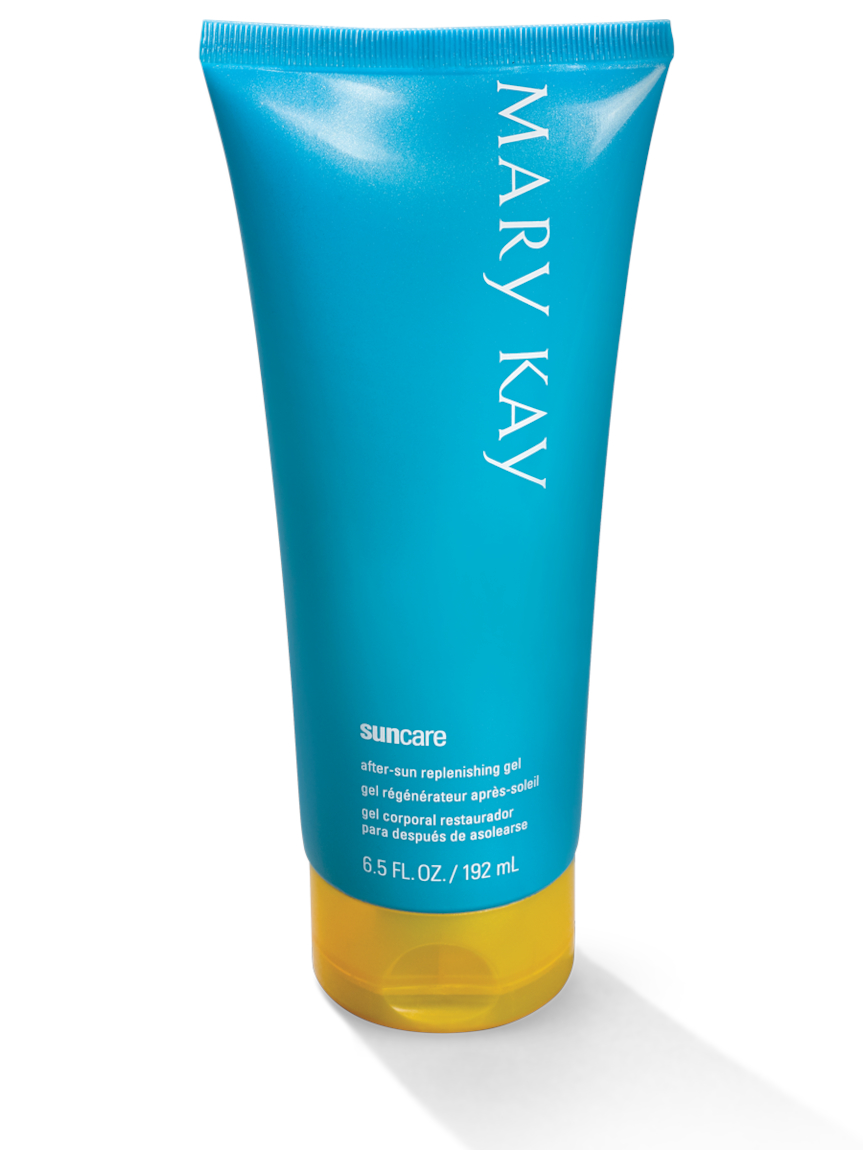 MARY KAY
suncare
after-sun replenishing gel
gel régénérateur après-soleil
gel corporal restaurador
para después de asolearse
6.5 FL. OZ. / 192 mL